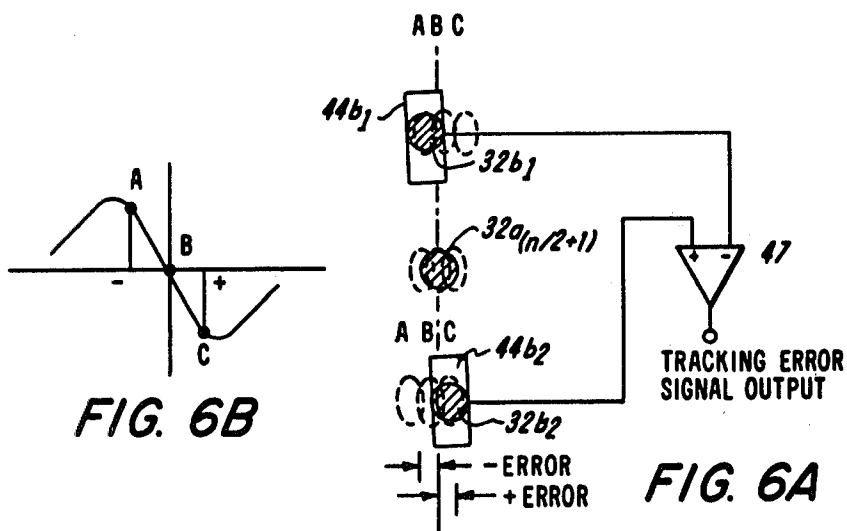 A B C
44b1
32b1
A
B
- +
C
32a(n/2+1)
+ -
47
A B C
44b2
TRACKING ERROR
SIGNAL OUTPUT
32b2
- ERROR
+ ERROR
FIG. 6B
FIG. 6A